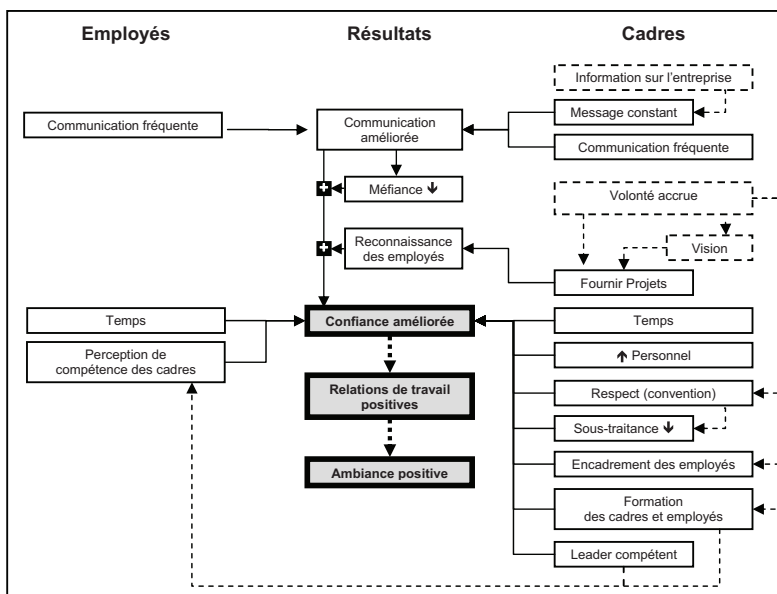 Employés
Résultats
Cadres
Information sur l'entreprise
Communication fréquente
Communication
améliorée
Message constant
Communication fréquente
Méfiance ↓
Volonté accrue
Reconnaissance
des employés
Vision
Fournir Projets
Temps
Confiance améliorée
Temps
Perception de
compétence des cadres
↑ Personnel
Relations de travail
positives
Respect (convention)
Sous-traitance ↓
Ambiance positive
Encadrement des employés
Formation
des cadres et employés
Leader compétent